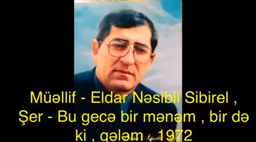 Müəllif - Eldar Nəsibli Sibirel ,
Şer - Bu gecə bir mənəm , bir də
ki , qələm , 1972